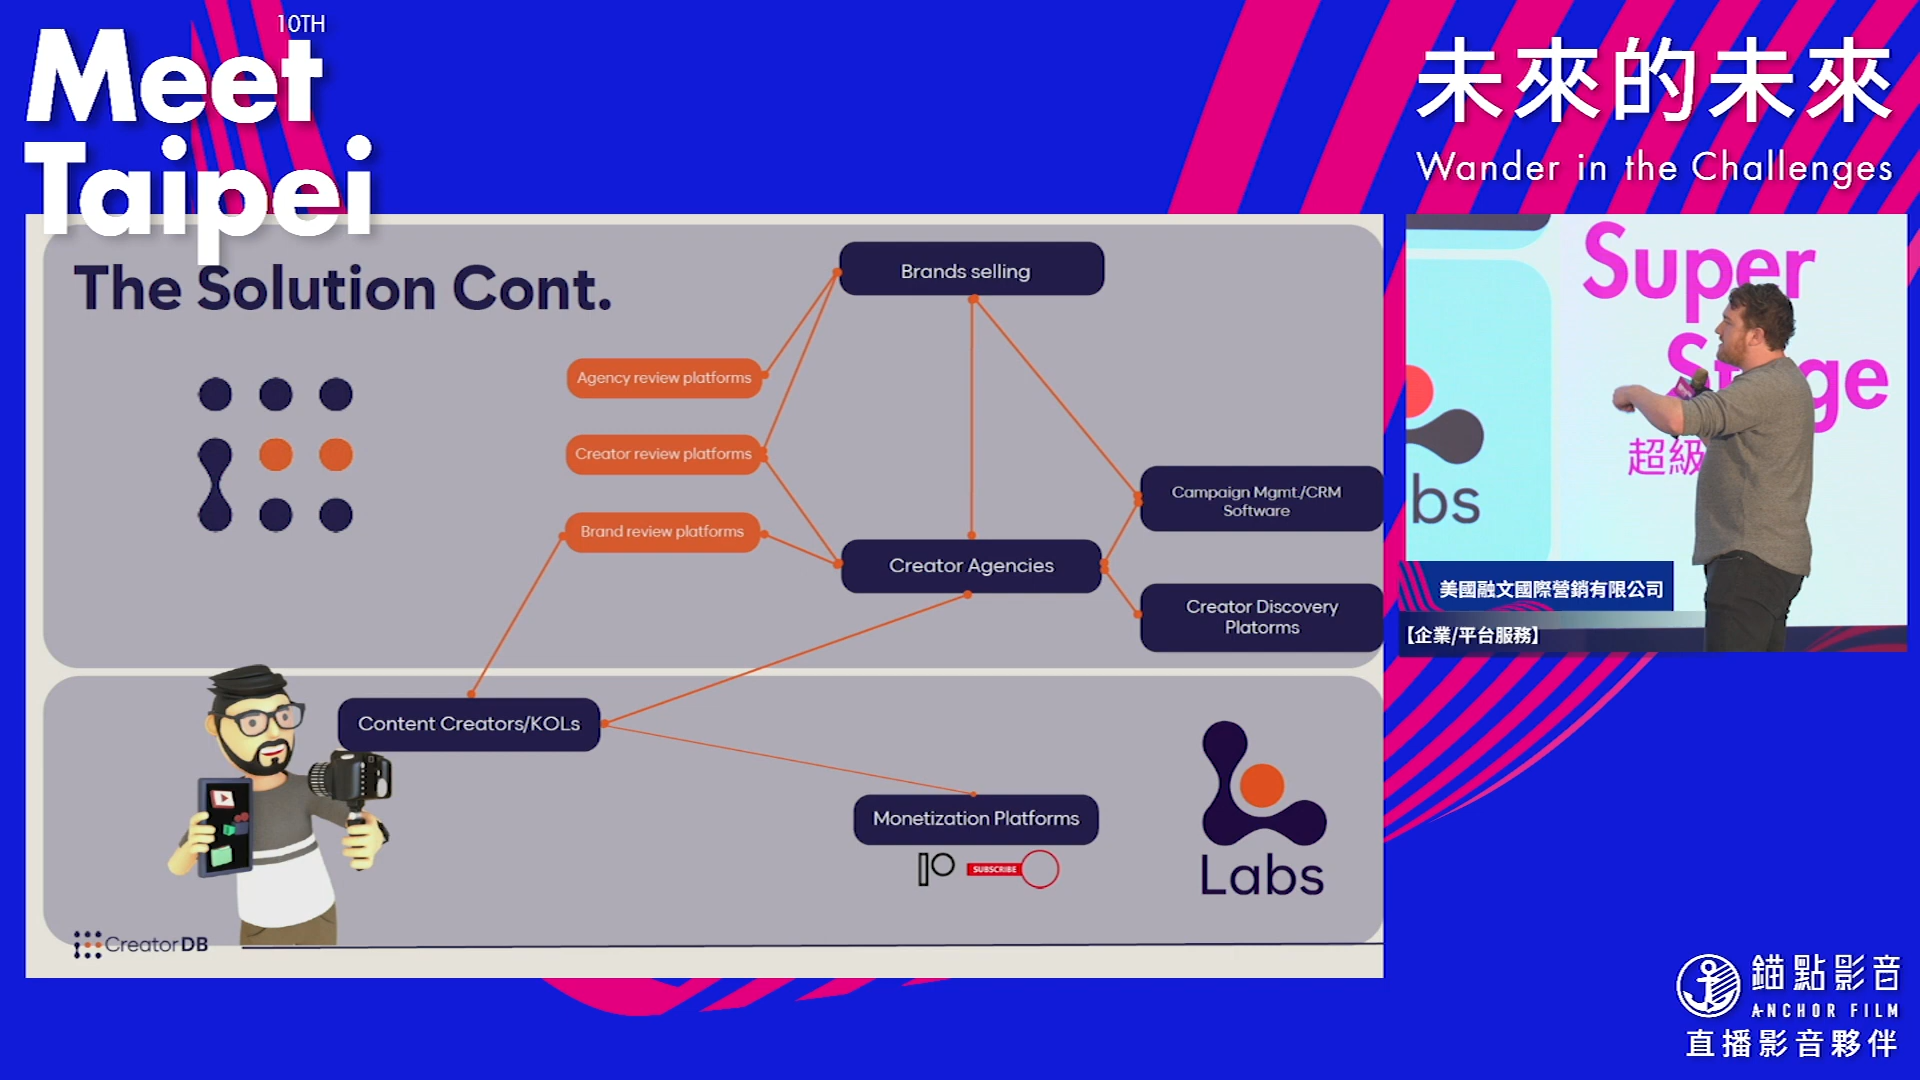 10TH
Meet
Taipei
未來的未來
Wander in the Challenges
The Solution Cont.
Brands selling
Agency review platforms
Creator review platforms
Brand review platforms
Campaign Mgmt./CRM
Software
Creator Agencies
Creator Discovery
Platorms
Content Creators/KOLs
Monetization Platforms
SUBSCRIBE
Labs
CreatorDB
Super
超級
bs
美國融文國際營銷有限公司
【企業/平台服務】
錨點影音
ANCHOR FILM
直播影音夥伴